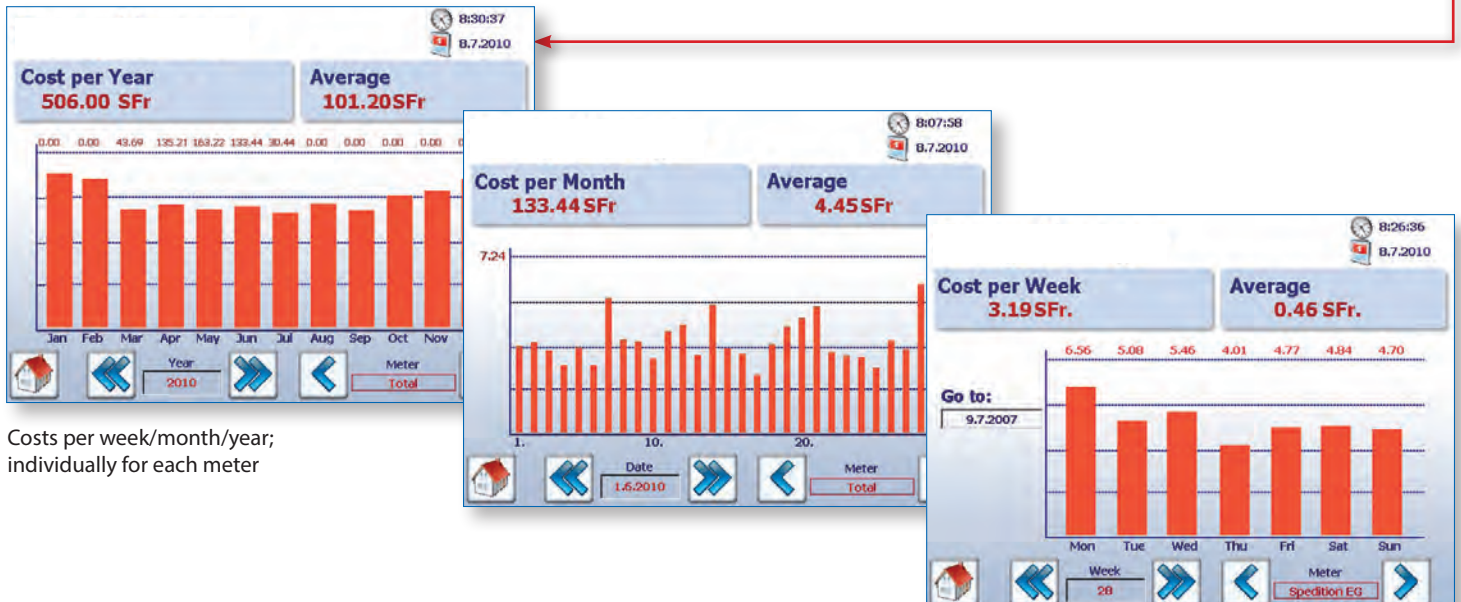 8:30:37
8.7.2010
Cost per Year
506.00 SFr
Average
101.20SFr
0.00 0.00 43.69 135.21 163.22 133.44 30.44 0.00 0.00 0.00 0.00
Jan Feb Mar Apr May Jun Jul Aug Sep Oct Nov
Year
2010
Meter
Total
Costs per week/month/year;
individually for each meter
8:07:58
8.7.2010
Cost per Month
133.44SFr
Average
4.45SFr
7.24
1. 10. 20.
Date
1.6.2010
Meter
Total
8:26:36
8.7.2010
Cost per Week
3.19SFr.
Average
0.46 SFr.
6.56 5.08 5.46 4.01 4.77 4.84 4.70
Go to:
9.7.2007
Mon Tue Wed Thu Fri Sat Sun
Week
28
Meter
Spedition EG